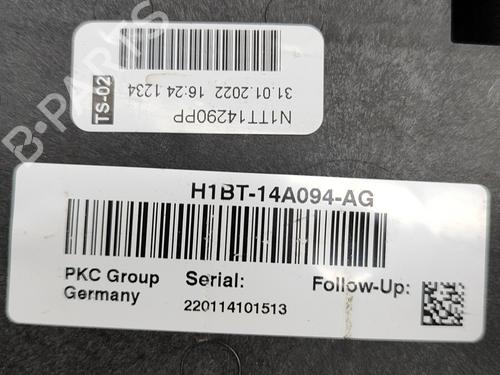 B-PARTS
TS-02
31.01.2022 16:24 1234
N1TT14290PP
H1BT-14A094-AG
PKC Group
Germany
Serial:
220114101513
Follow-Up: